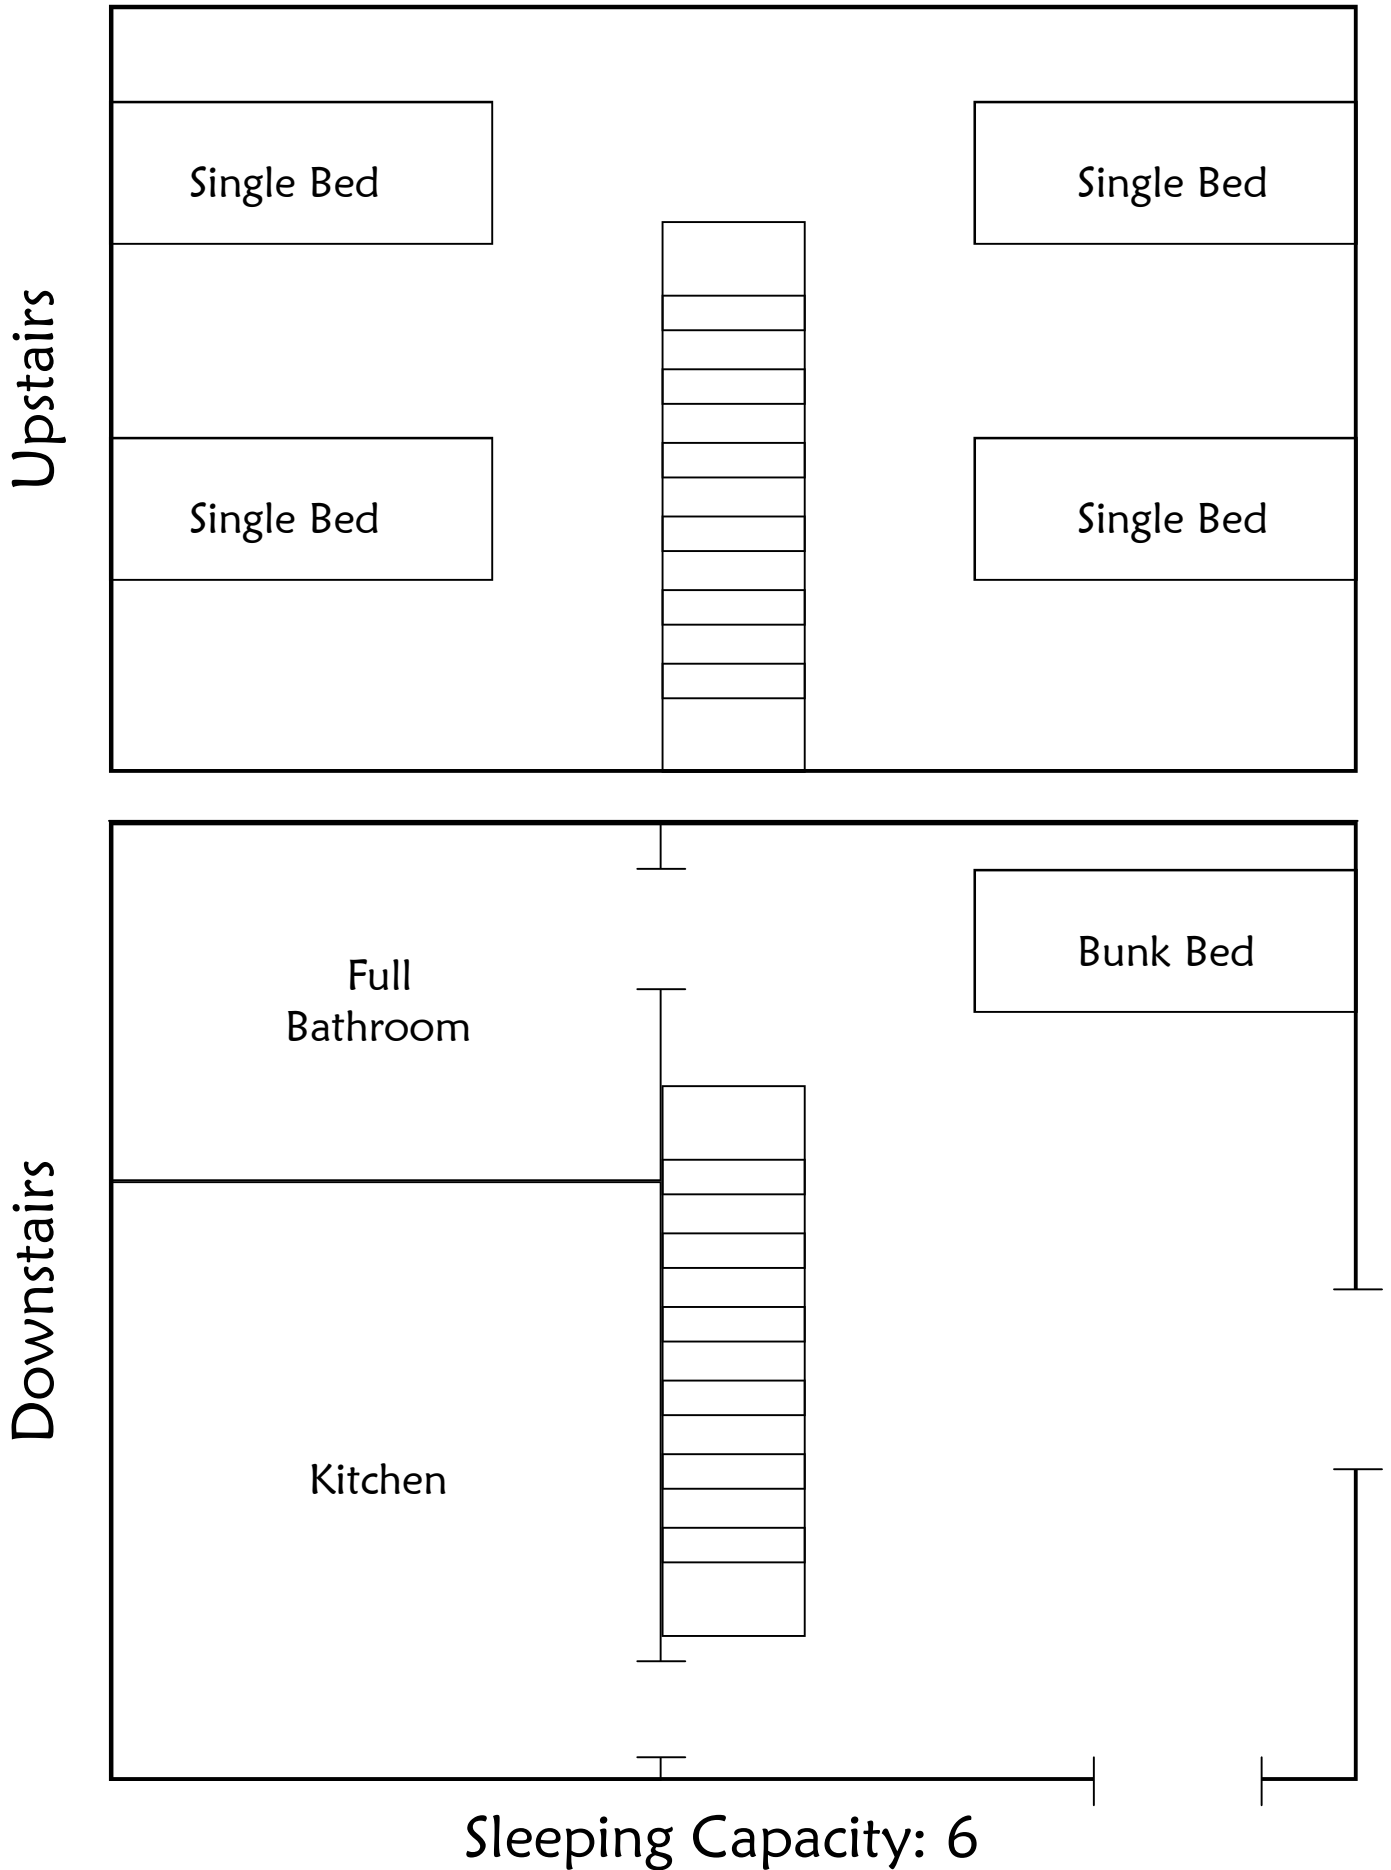 Upstairs
Single Bed
Single Bed
Single Bed
Single Bed
Downstairs
Full
Bathroom
Bunk Bed
Kitchen
Sleeping Capacity: 6